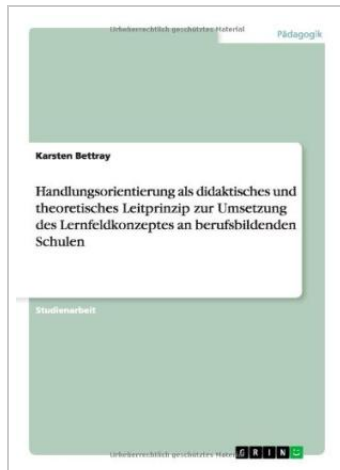 Urheberrechtlich geschütztes Material
Pädagogik
Karsten Bettray
Handlungsorientierung als didaktisches und
theoretisches Leitprinzip zur Umsetzung
des Lernfeldkonzeptes an berufsbildenden
Schulen
Studienarbeit
Urheberrechtlich geschütztes Material
GRIN